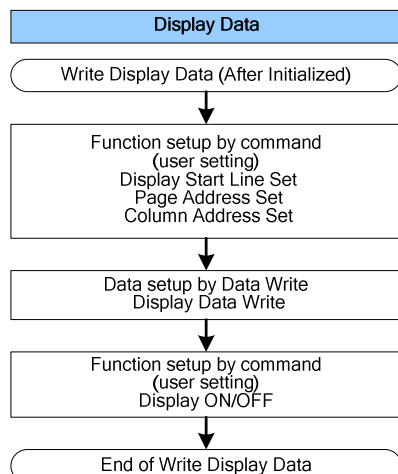 Display Data
Write Display Data (After Initialized)
Function setup by command
(user setting)
Display Start Line Set
Page Address Set
Column Address Set
Data setup by Data Write
Display Data Write
Function setup by command
(user setting)
Display ON/OFF
End of Write Display Data